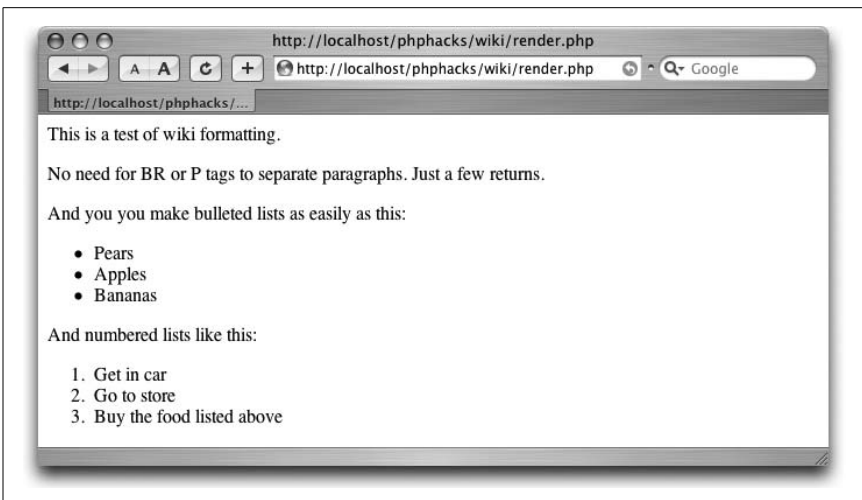 http://localhost/phphacks/wiki/render.php
A A
http://localhost/phphacks/wiki/render.php
Google
http://localhost/phphacks/...
This is a test of wiki formatting.
No need for BR or P tags to separate paragraphs. Just a few returns.
And you you make bulleted lists as easily as this:
• Pears
• Apples
• Bananas
And numbered lists like this:
1. Get in car
2. Go to store
3. Buy the food listed above